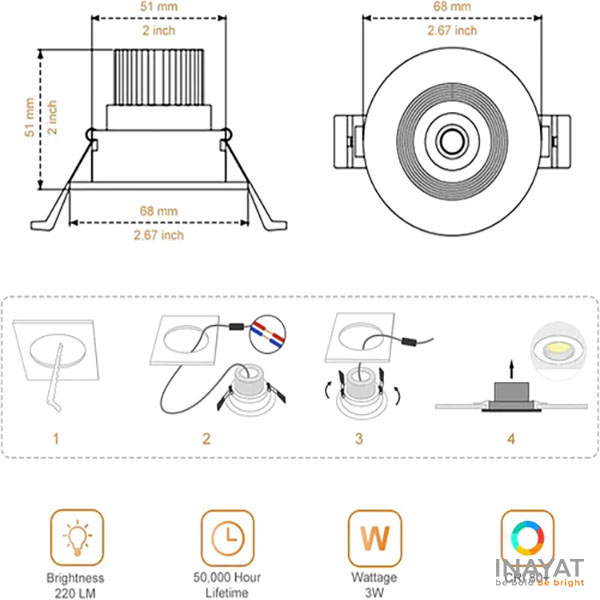 51 mm
2 inch
68 mm
2.67 inch
51 mm
2 inch
68 mm
2.67 inch
1
2
3
4
W
Brightness
220 LM
50,000 Hour
Lifetime
Wattage
3W
CRI 80+
INAYAT
be bold be bright